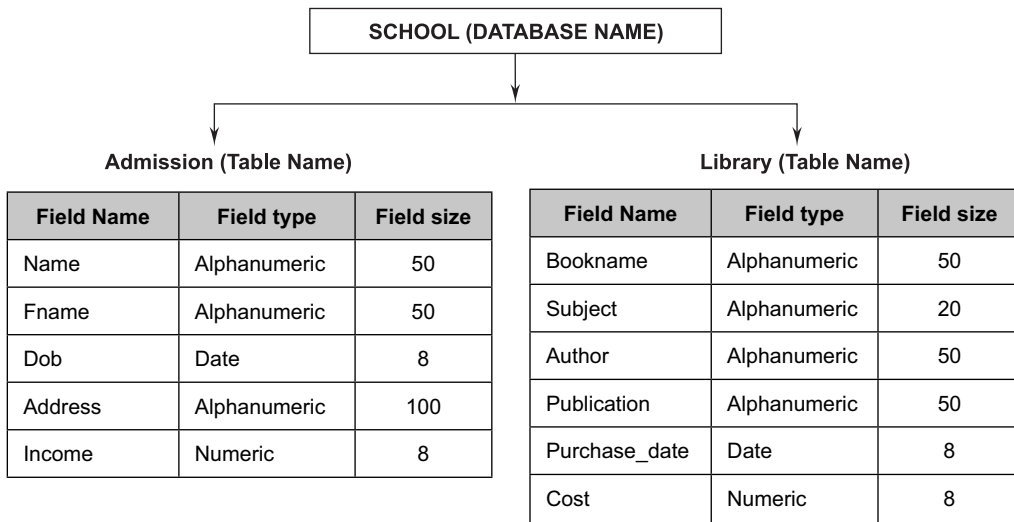 SCHOOL (DATABASE NAME)
Admission (Table Name)
Field Name Field type Field size
Name Alphanumeric 50
Fname Alphanumeric 50
Dob Date 8
Address Alphanumeric 100
Income Numeric 8
Library (Table Name)
Field Name Field type Field size
Bookname Alphanumeric 50
Subject Alphanumeric 20
Author Alphanumeric 50
Publication Alphanumeric 50
Purchase_date Date 8
Cost Numeric 8